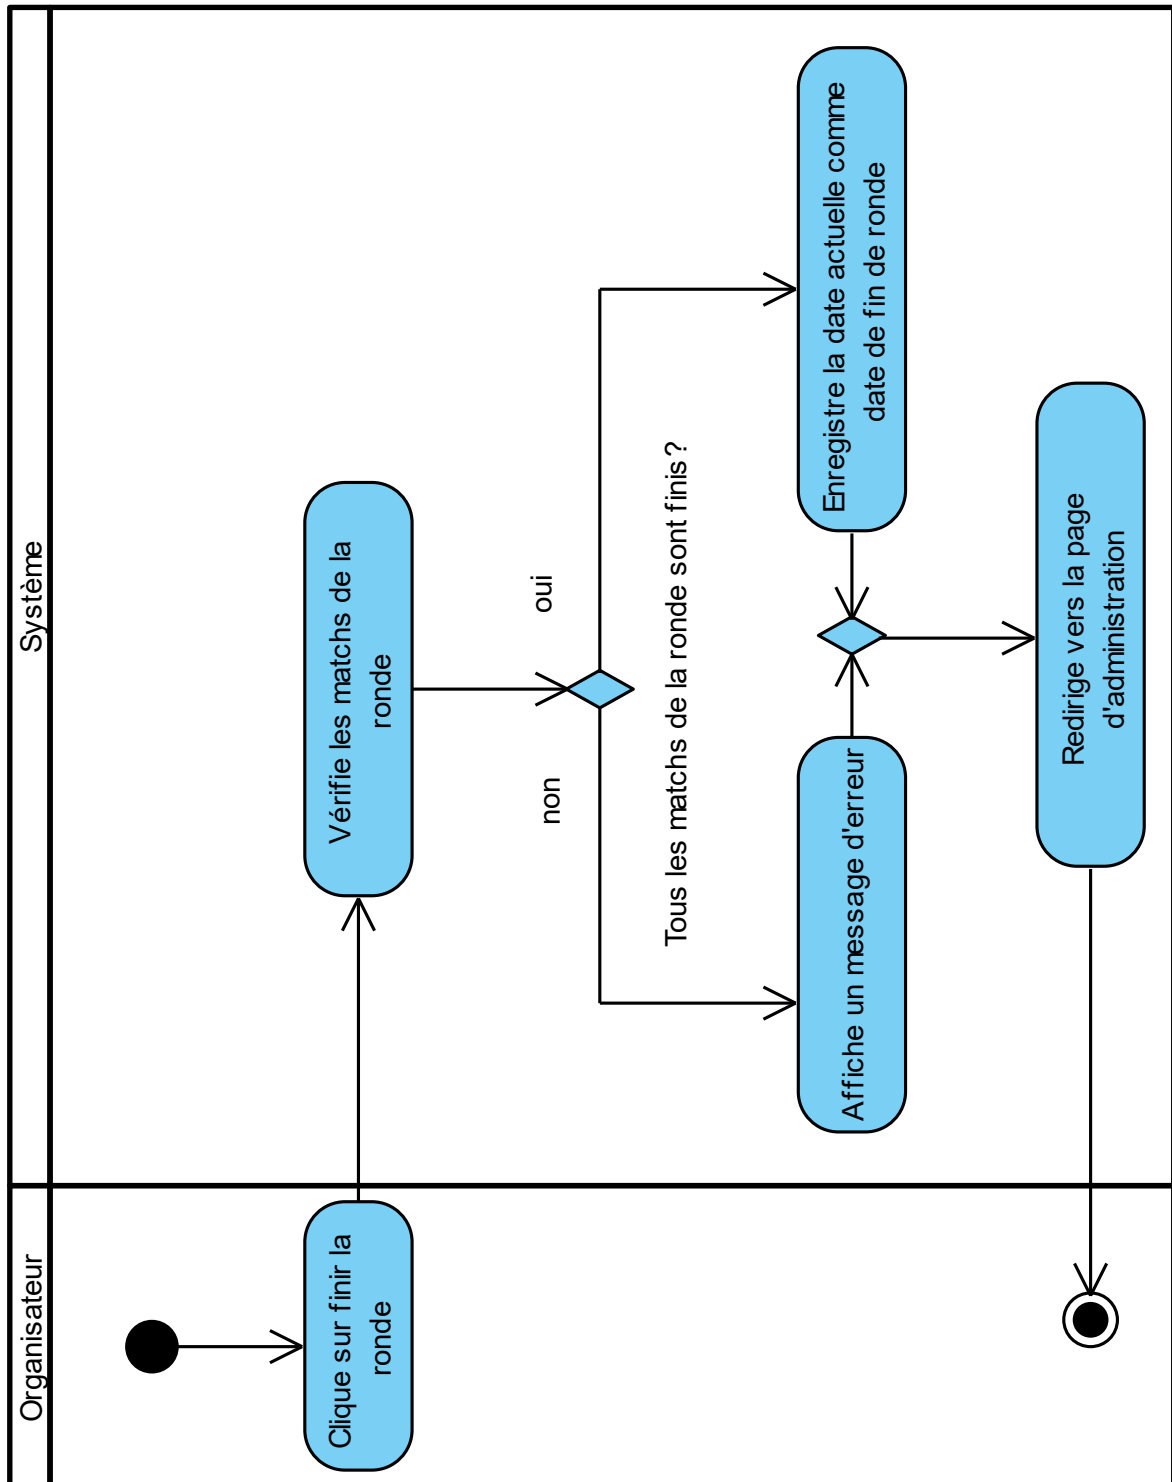 Organisateur
Système
Clique sur finir la
ronde
Vérifie les matchs de la
ronde
non
oui
Tous les matchs de la ronde sont finis ?
Affiche un message d'erreur
Enregistre la date actuelle comme
date de fin de ronde
Redirige vers la page
d'administration